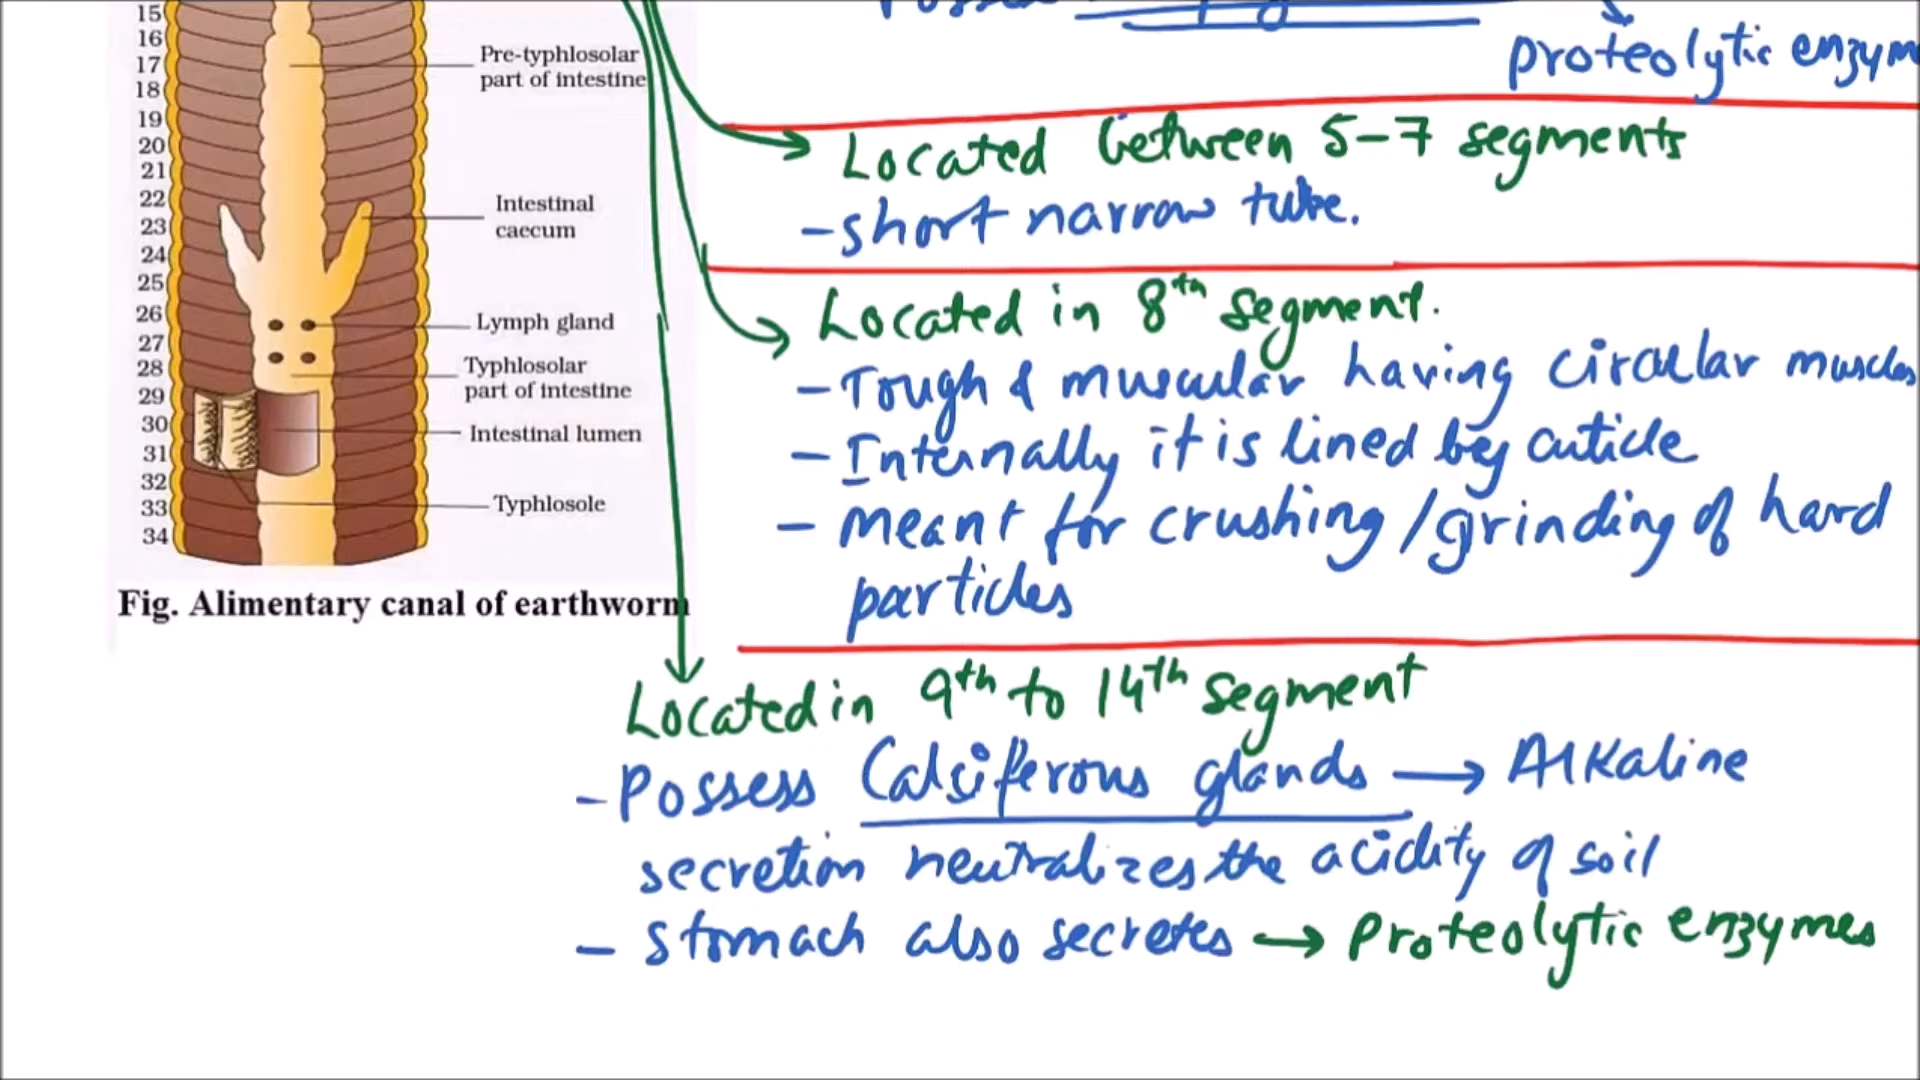 15
16
17
18
19
20
21
22
23
24
25
26
27
28
29
30
31
32
33
34
Pre-typhlosolar
part of intestine
Intestinal
caecum
Lymph gland
Typhlosolar
part of intestine
Intestinal lumen
Typhlosole
Fig. Alimentary canal of earthworm
proteolytic enzym
Located between 5-7 segments
- short narrow tube.
Located in 8th segment.
- Tough & muscular having circular muscles
- Internally it is lined by cuticle
- meant for crushing/grinding of hard
particles
Located in 9th to 14th segment
- Possess Calciferous glands → Alkaline
secretion neutralizes the acidity of soil
- stomach also secretes → Proteolytic enzymes